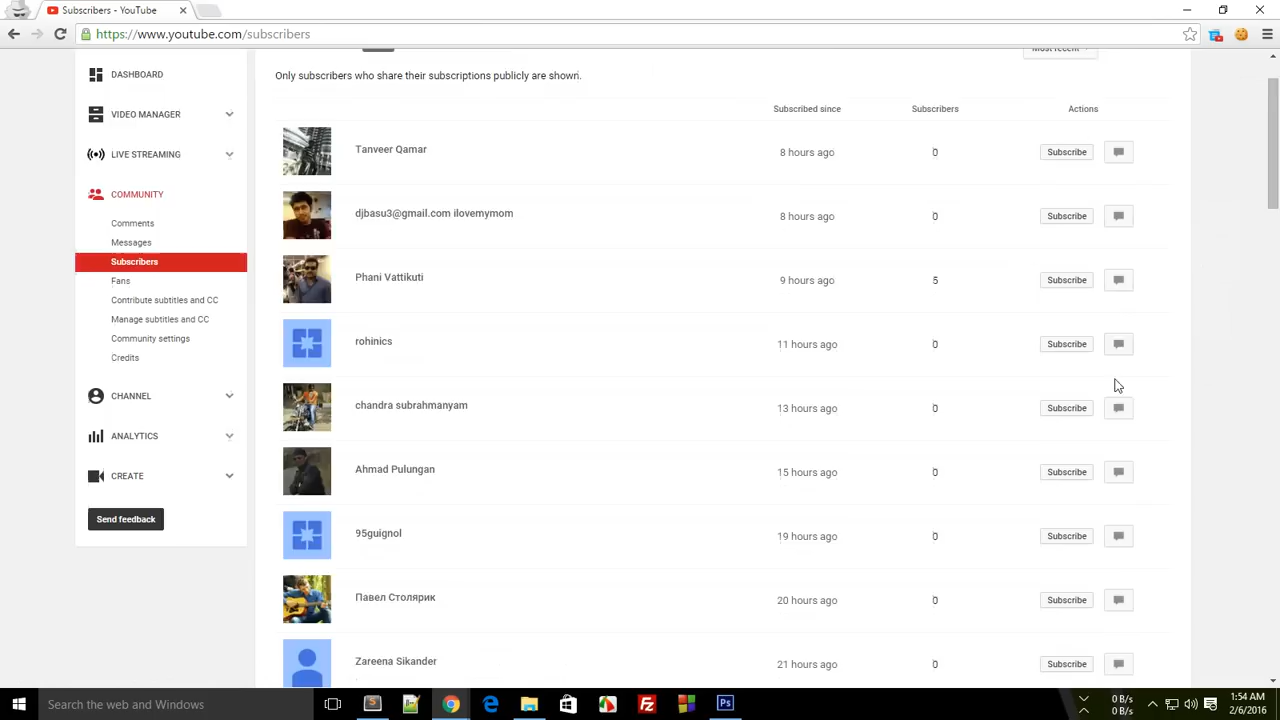 Subscribers - YouTube
https://www.youtube.com/subscribers
Most recent
DASHBOARD
Only subscribers who share their subscriptions publicly are shown.
VIDEO MANAGER
LIVE STREAMING
COMMUNITY
Comments
Messages
Subscribers
Fans
Contribute subtitles and CC
Manage subtitles and CC
Community settings
Credits
CHANNEL
ANALYTICS
CREATE
Send feedback
Subscribed since Subscribers Actions
Tanveer Qamar 8 hours ago 0 Subscribe
djbasu3@gmail.com ilovemymom 8 hours ago 0 Subscribe
Phani Vattikuti 9 hours ago 5 Subscribe
rohinics 11 hours ago 0 Subscribe
chandra subrahmanyam 13 hours ago 0 Subscribe
Ahmad Pulungan 15 hours ago 0 Subscribe
95guignol 19 hours ago 0 Subscribe
Павел Столярик 20 hours ago 0 Subscribe
Zareena Sikander 21 hours ago 0 Subscribe
Search the web and Windows
Ps
0 B/s
0 B/s
1:54 AM
2/6/2016